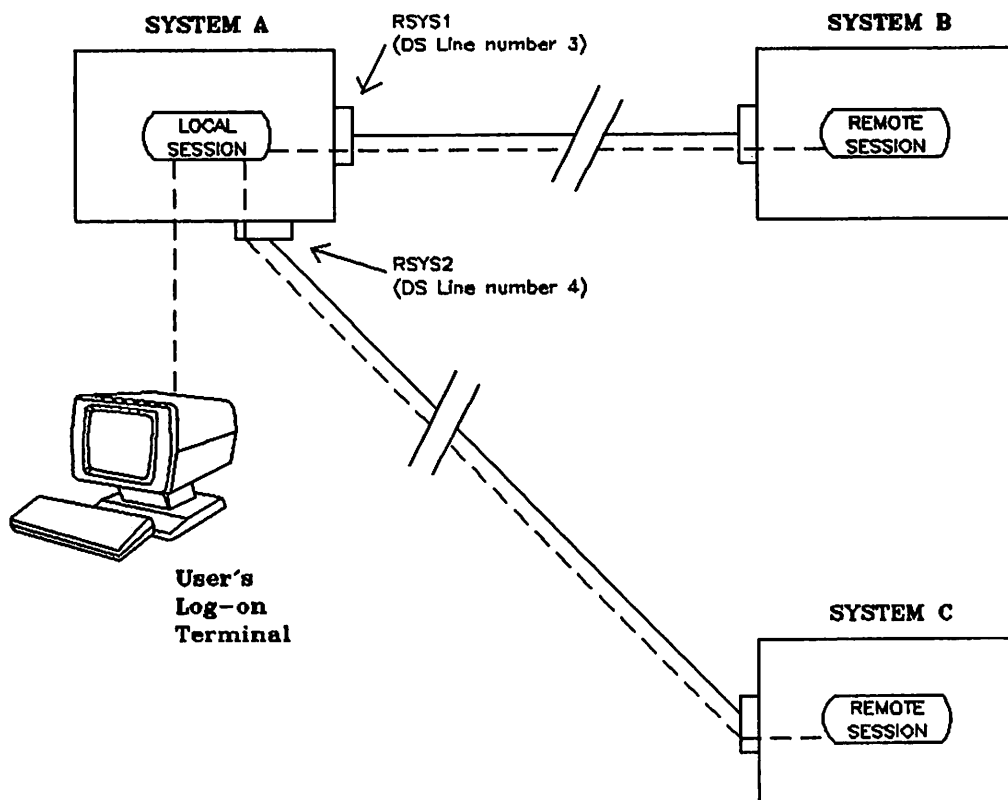 SYSTEM A
RSYS1
(DS Line number 3)
SYSTEM B
LOCAL
SESSION
REMOTE
SESSION
RSYS2
(DS Line number 4)
User's
Log-on
Terminal
SYSTEM C
REMOTE
SESSION